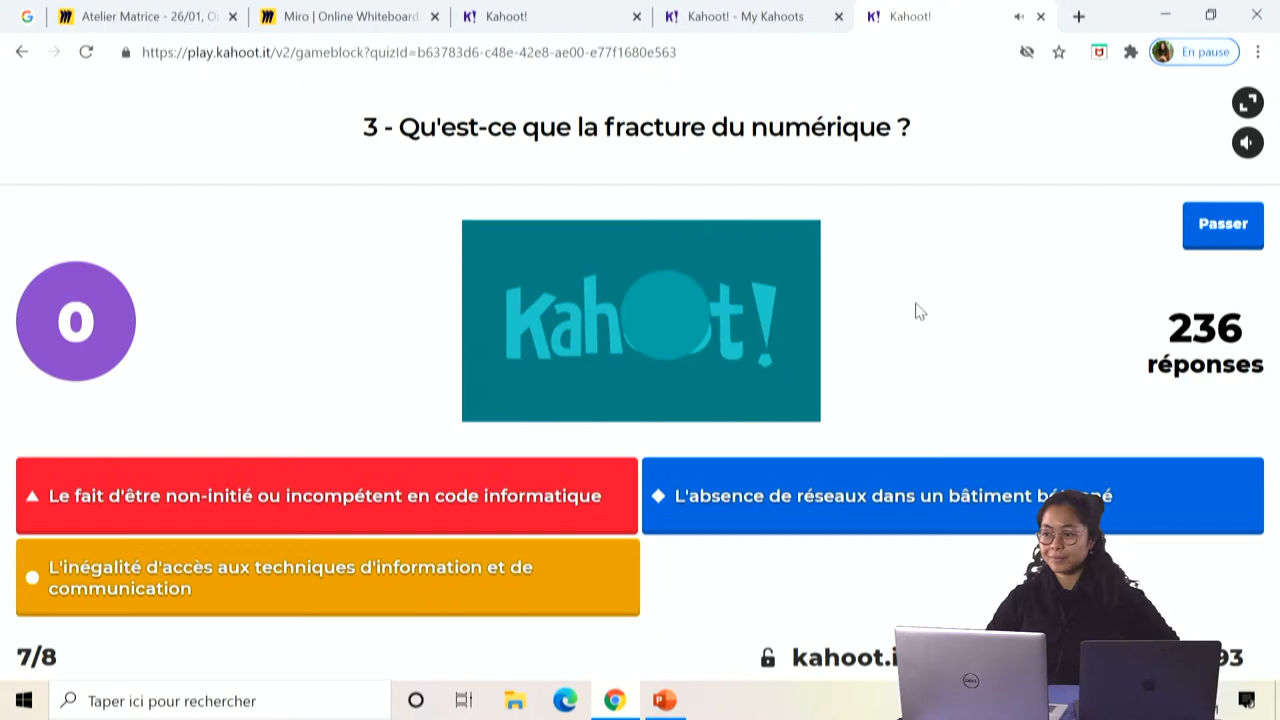 Atelier Matrice - 26/01, O
Miro | Online Whiteboard
K! Kahoot!
K! Kahoot! - My Kahoots
K! Kahoot!
https://play.kahoot.it/v2/gameblock?quizId=b63783d6-c48e-42e8-ae00-e77f1680e563
En pause
3 - Qu'est-ce que la fracture du numérique ?
Passer
0
Kahoot!
236
réponses
Le fait d'être non-initié ou incompétent en code informatique
L'absence de réseaux dans un bâtiment
L'inégalité d'accès aux techniques d'information et de
communication
7/8
kahoot.i
93
Taper ici pour rechercher
DELL